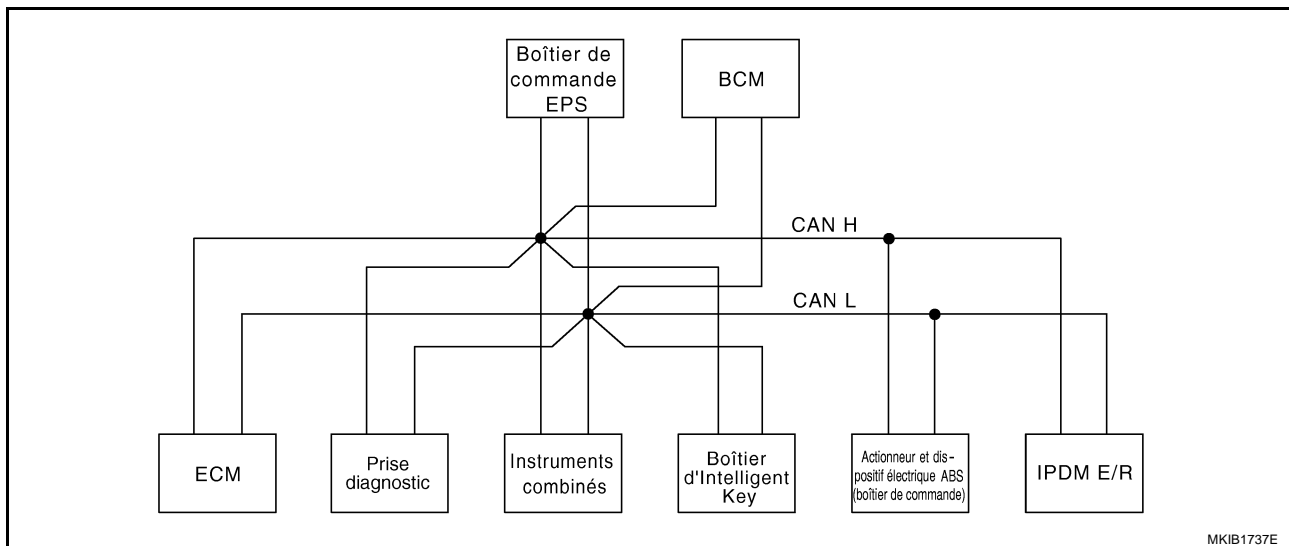 Boîtier de
commande
EPS
BCM
CAN H
CAN L
ECM
Prise
diagnostic
Instruments
combinés
Boîtier
d'Intelligent
Key
Actionneur et dis-
positif électrique ABS
(boîtier de commande)
IPDM E/R
MKIB1737E